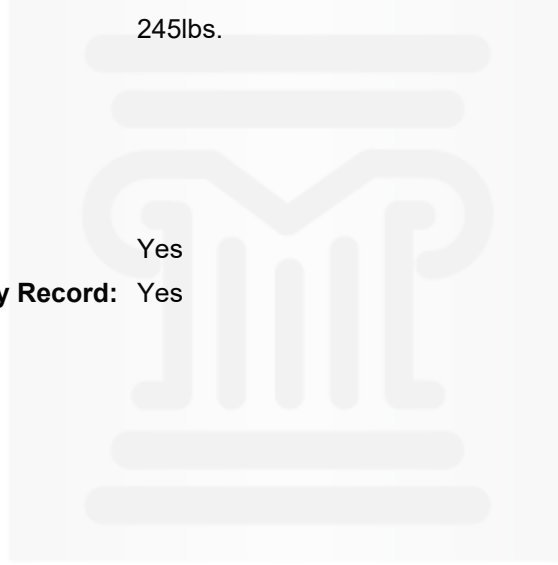 245lbs.
Yes
y Record: Yes